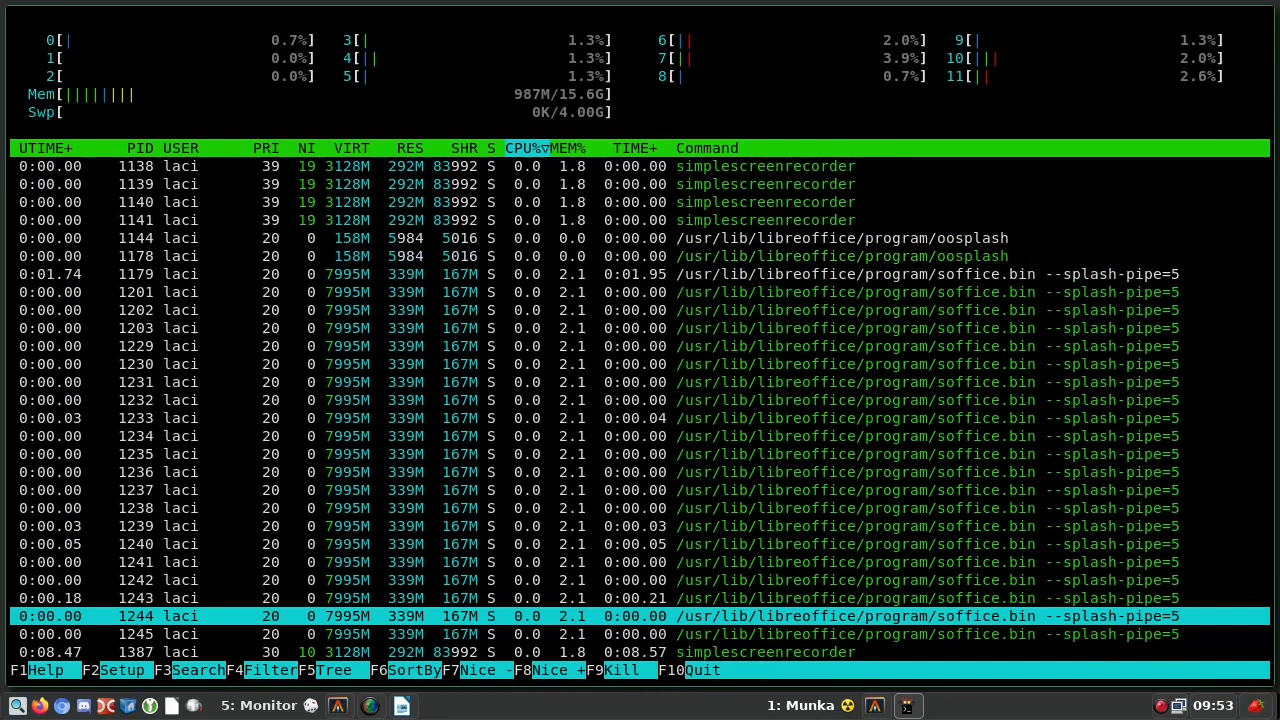 0[| 0.7%] 3[| 1.3%] 6[|| 2.0%] 9[| 1.3%]
1[ 0.0%] 4[|| 1.3%] 7[|| 3.9%] 10[||| 2.0%]
2[ 0.0%] 5[| 1.3%] 8[| 0.7%] 11[|| 2.6%]
Mem[|||||||| 987M/15.6G]
Swp[ 0K/4.00G]
UTIME+ PID USER PRI NI VIRT RES SHR S CPU%▽MEM% TIME+ Command
0:00.00 1138 laci 39 19 3128M 292M 83992 S 0.0 1.8 0:00.00 simplescreenrecorder
0:00.00 1139 laci 39 19 3128M 292M 83992 S 0.0 1.8 0:00.00 simplescreenrecorder
0:00.00 1140 laci 39 19 3128M 292M 83992 S 0.0 1.8 0:00.00 simplescreenrecorder
0:00.00 1141 laci 39 19 3128M 292M 83992 S 0.0 1.8 0:00.00 simplescreenrecorder
0:00.00 1144 laci 20 0 158M 5984 5016 S 0.0 0.0 0:00.00 /usr/lib/libreoffice/program/oosplash
0:00.00 1178 laci 20 0 158M 5984 5016 S 0.0 0.0 0:00.00 /usr/lib/libreoffice/program/oosplash
0:01.74 1179 laci 20 0 7995M 339M 167M S 0.0 2.1 0:01.95 /usr/lib/libreoffice/program/soffice.bin --splash-pipe=5
0:00.00 1201 laci 20 0 7995M 339M 167M S 0.0 2.1 0:00.00 /usr/lib/libreoffice/program/soffice.bin --splash-pipe=5
0:00.00 1202 laci 20 0 7995M 339M 167M S 0.0 2.1 0:00.00 /usr/lib/libreoffice/program/soffice.bin --splash-pipe=5
0:00.00 1203 laci 20 0 7995M 339M 167M S 0.0 2.1 0:00.00 /usr/lib/libreoffice/program/soffice.bin --splash-pipe=5
0:00.00 1229 laci 20 0 7995M 339M 167M S 0.0 2.1 0:00.00 /usr/lib/libreoffice/program/soffice.bin --splash-pipe=5
0:00.00 1230 laci 20 0 7995M 339M 167M S 0.0 2.1 0:00.00 /usr/lib/libreoffice/program/soffice.bin --splash-pipe=5
0:00.00 1231 laci 20 0 7995M 339M 167M S 0.0 2.1 0:00.00 /usr/lib/libreoffice/program/soffice.bin --splash-pipe=5
0:00.00 1232 laci 20 0 7995M 339M 167M S 0.0 2.1 0:00.00 /usr/lib/libreoffice/program/soffice.bin --splash-pipe=5
0:00.03 1233 laci 20 0 7995M 339M 167M S 0.0 2.1 0:00.04 /usr/lib/libreoffice/program/soffice.bin --splash-pipe=5
0:00.00 1234 laci 20 0 7995M 339M 167M S 0.0 2.1 0:00.00 /usr/lib/libreoffice/program/soffice.bin --splash-pipe=5
0:00.00 1235 laci 20 0 7995M 339M 167M S 0.0 2.1 0:00.00 /usr/lib/libreoffice/program/soffice.bin --splash-pipe=5
0:00.00 1236 laci 20 0 7995M 339M 167M S 0.0 2.1 0:00.00 /usr/lib/libreoffice/program/soffice.bin --splash-pipe=5
0:00.00 1237 laci 20 0 7995M 339M 167M S 0.0 2.1 0:00.00 /usr/lib/libreoffice/program/soffice.bin --splash-pipe=5
0:00.00 1238 laci 20 0 7995M 339M 167M S 0.0 2.1 0:00.00 /usr/lib/libreoffice/program/soffice.bin --splash-pipe=5
0:00.03 1239 laci 20 0 7995M 339M 167M S 0.0 2.1 0:00.03 /usr/lib/libreoffice/program/soffice.bin --splash-pipe=5
0:00.05 1240 laci 20 0 7995M 339M 167M S 0.0 2.1 0:00.05 /usr/lib/libreoffice/program/soffice.bin --splash-pipe=5
0:00.00 1241 laci 20 0 7995M 339M 167M S 0.0 2.1 0:00.00 /usr/lib/libreoffice/program/soffice.bin --splash-pipe=5
0:00.00 1242 laci 20 0 7995M 339M 167M S 0.0 2.1 0:00.00 /usr/lib/libreoffice/program/soffice.bin --splash-pipe=5
0:00.18 1243 laci 20 0 7995M 339M 167M S 0.0 2.1 0:00.21 /usr/lib/libreoffice/program/soffice.bin --splash-pipe=5
0:00.00 1244 laci 20 0 7995M 339M 167M S 0.0 2.1 0:00.00 /usr/lib/libreoffice/program/soffice.bin --splash-pipe=5
0:00.00 1245 laci 20 0 7995M 339M 167M S 0.0 2.1 0:00.00 /usr/lib/libreoffice/program/soffice.bin --splash-pipe=5
0:08.47 1387 laci 30 10 3128M 292M 83992 S 0.0 1.8 0:08.57 simplescreenrecorder
F1Help F2Setup F3SearchF4FilterF5Tree F6SortByF7Nice -F8Nice +F9Kill F10Quit
5: Monitor 1: Munka 09:53